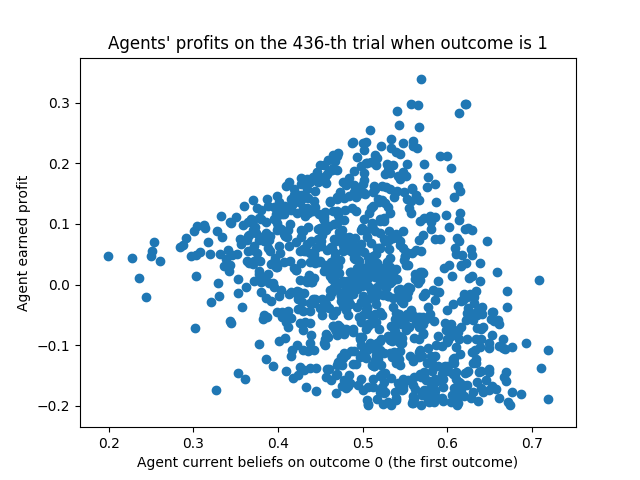 Agents' profits on the 436-th trial when outcome is 1
Agent earned profit
0.3
0.2
0.1
0.0
−0.1
−0.2
0.2 0.3 0.4 0.5 0.6 0.7
Agent current beliefs on outcome 0 (the first outcome)